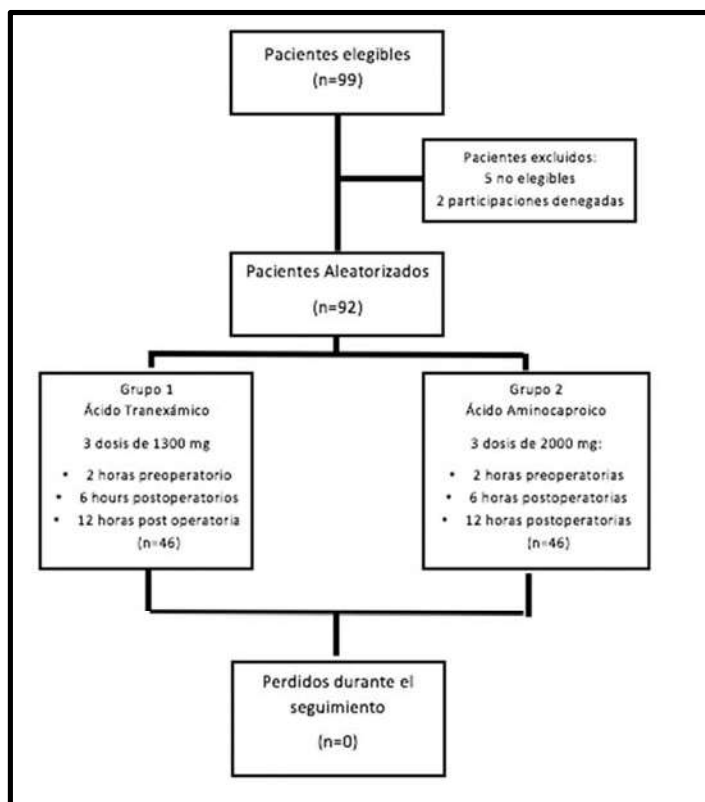 Pacientes elegibles
(n=99)
Pacientes excluidos:
5 no elegibles
2 participaciones denegadas
Pacientes Aleatorizados
(n=92)
Grupo 1
Ácido Tranexámico
3 dosis de 1300 mg
• 2 horas preoperatorio
• 6 hours postoperatorios
• 12 horas post operatoria
(n=46)
Grupo 2
Ácido Aminocaproico
3 dosis de 2000 mg:
• 2 horas preoperatorias
• 6 horas postoperatorias
• 12 horas postoperatorias
(n=46)
Perdidos durante el
seguimiento
(n=0)